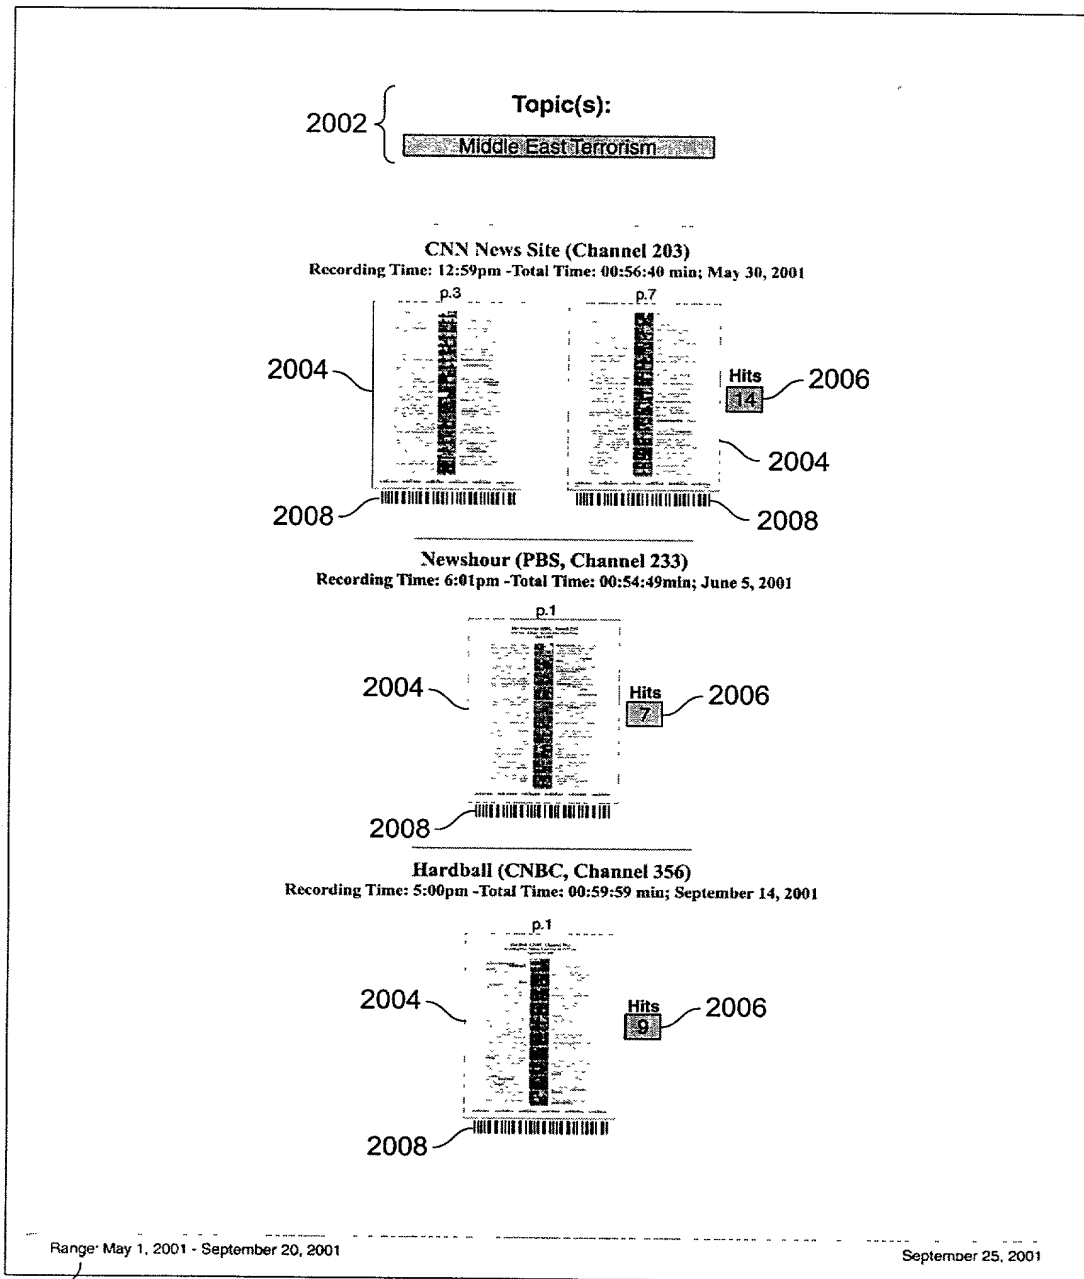 Topic(s):
2002
Middle East Terrorism
CNN News Site (Channel 203)
Recording Time: 12:59pm -Total Time: 00:56:40 min; May 30, 2001
p.3
p.7
2004
Hits
14
2006
2004
2008
2008
Newshour (PBS, Channel 233)
Recording Time: 6:01pm -Total Time: 00:54:49min; June 5, 2001
p.1
2004
Hits
7
2006
2008
Hardball (CNBC, Channel 356)
Recording Time: 5:00pm -Total Time: 00:59:59 min; September 14, 2001
p.1
2004
Hits
9
2006
2008
Range: May 1, 2001 - September 20, 2001
September 25, 2001